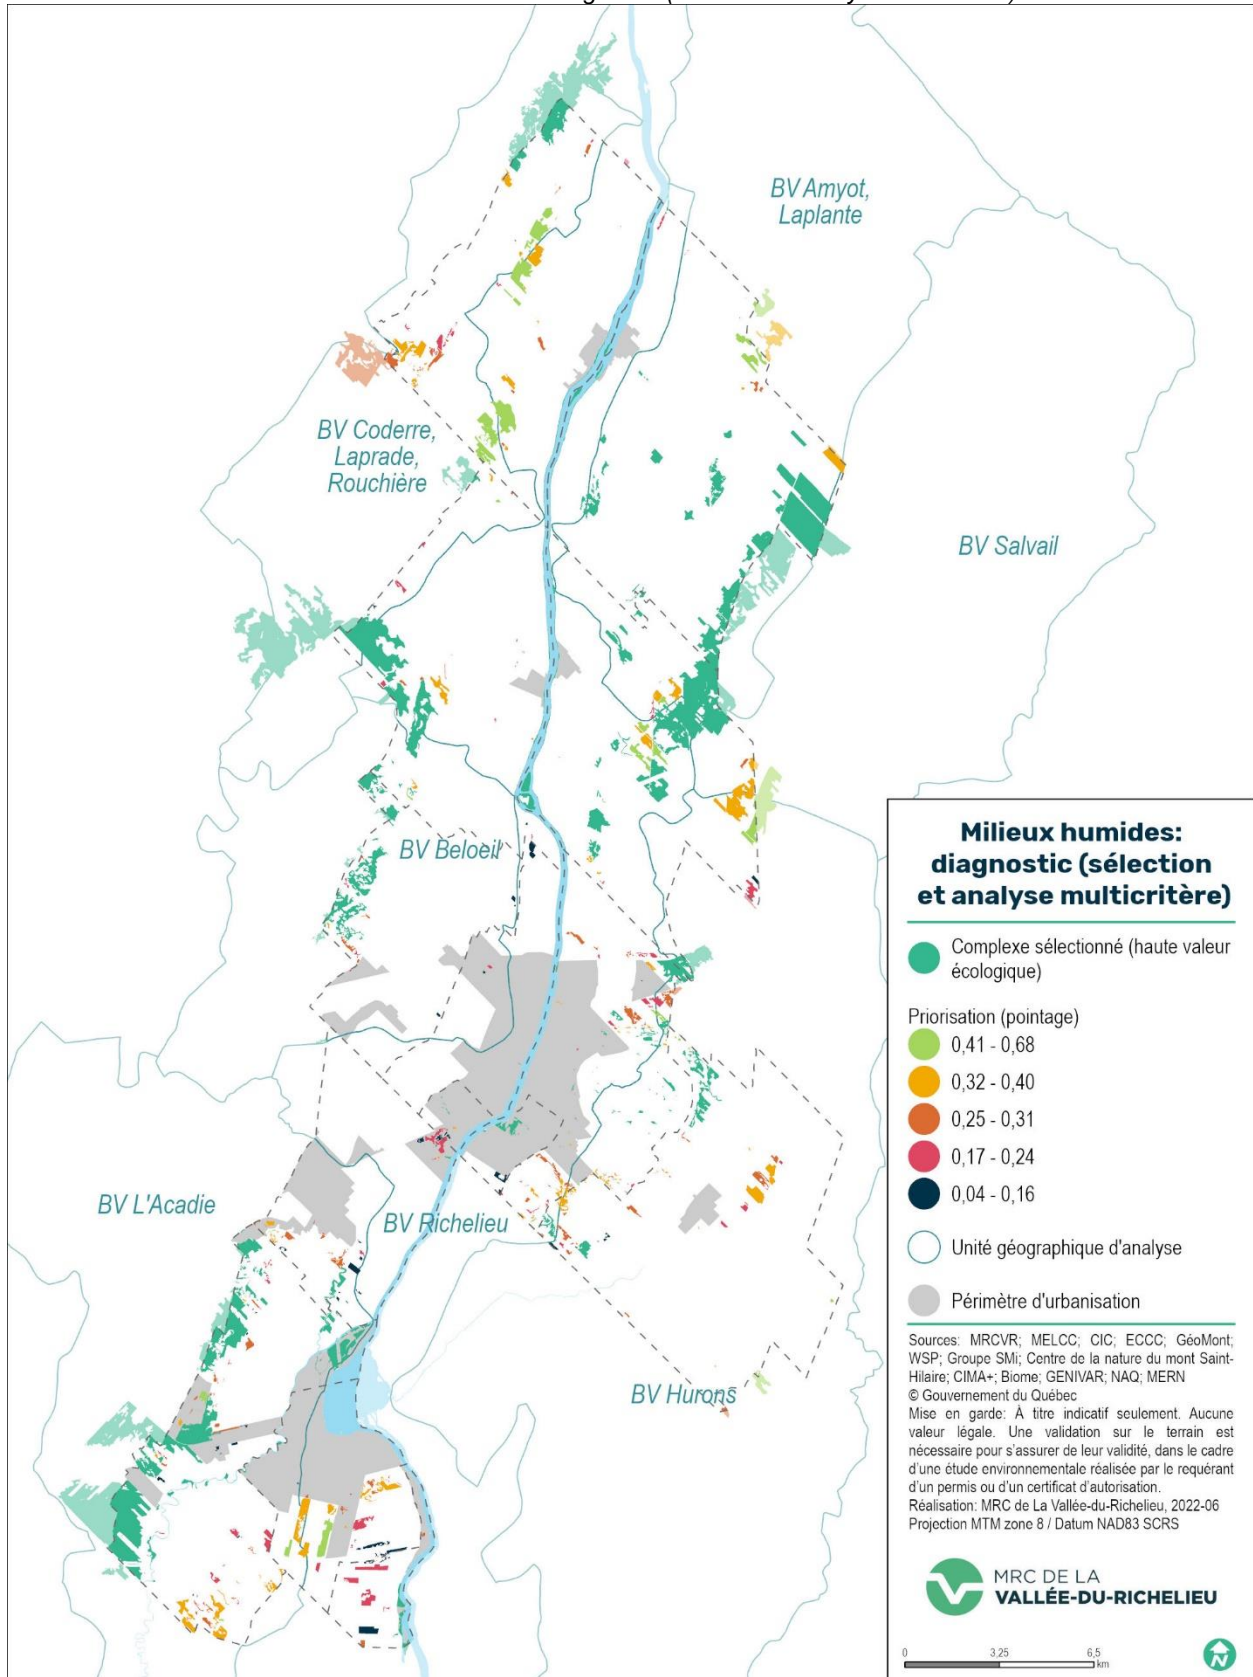 BV Amyot,
Laplante
BV Coderre,
Laprade,
Rouchière
BV Salvail
BV Beloeil
BV L'Acadie
BV Richelieu
BV Hurons
Milieux humides:
diagnostic (sélection
et analyse multicritère)
Complexe sélectionné (haute valeur
écologique)
Priorisation (pointage)
0,41 - 0,68
0,32 - 0,40
0,25 - 0,31
0,17 - 0,24
0,04 - 0,16
Unité géographique d'analyse
Périmètre d'urbanisation
Sources: MRCVR; MELCC; CIC; ECCC; GéoMont;
WSP; Groupe SMi; Centre de la nature du mont Saint-
Hilaire; CIMA+; Biome; GENIVAR; NAQ; MERN
© Gouvernement du Québec
Mise en garde: À titre indicatif seulement. Aucune
valeur légale. Une validation sur le terrain est
nécessaire pour s'assurer de leur validité, dans le cadre
d'une étude environnementale réalisée par le requérant
d'un permis ou d'un certificat d'autorisation.
Réalisation: MRC de La Vallée-du-Richelieu, 2022-06
Projection MTM zone 8 / Datum NAD83 SCRS
MRC DE LA
VALLÉE-DU-RICHELIEU
0 3,25 6,5
km
N